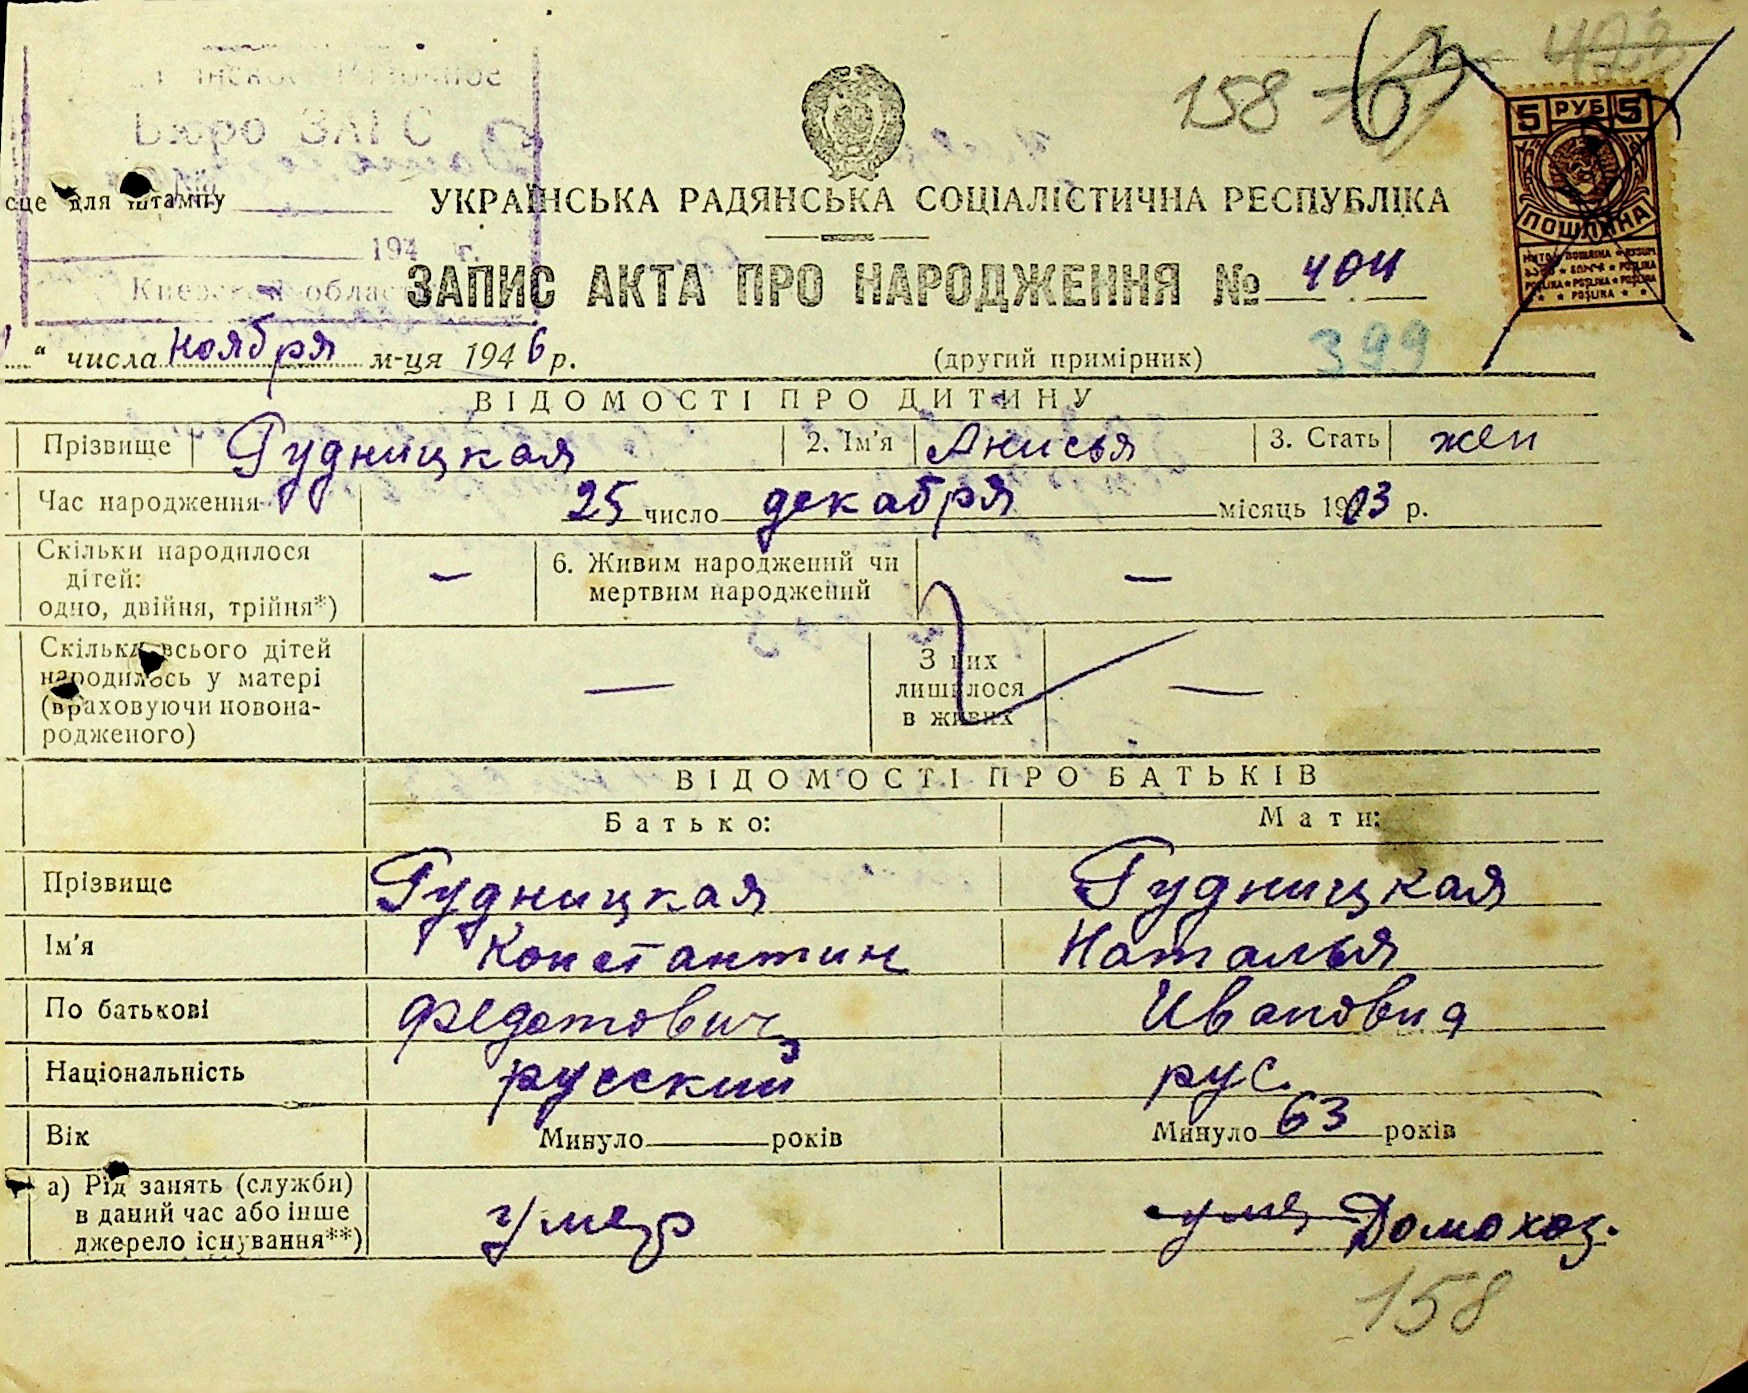 158 63 423
Бюро ЗАГС
5 РУБ 5
ПОШЛИНА
сце для штампу
УКРАЇНСЬКА РАДЯНСЬКА СОЦІАЛІСТИЧНА РЕСПУБЛІКА
194 г.
ЗАПИС АКТА ПРО НАРОДЖЕННЯ № 404
399
" числа ноября м-ця 1946 р.
(другий примірник)
ВІДОМОСТІ ПРО ДИТИНУ
Прізвище Гудницкая 2. Ім'я Анисья 3. Стать жен
Час народження 25 число декабря місяць 1903 р.
Скільки народилося
дітей:
одно, двійня, трійня*) —
6. Живим народжений чи
мертвим народжений —
Скільки всього дітей
народилось у матері
(враховуючи новона-
родженого) —
З них
лишилося
в живих —
ВІДОМОСТІ ПРО БАТЬКІВ
Батько: Мати:
Прізвище Гудницкая Гудницкая
Ім'я Константин Наталья
По батькові Федотович Ивановна
Національність русский рус.
Вік Минуло років Минуло 63 років
а) Рід занять (служби)
в даний час або інше
джерело існування**) умер Домохоз.
158